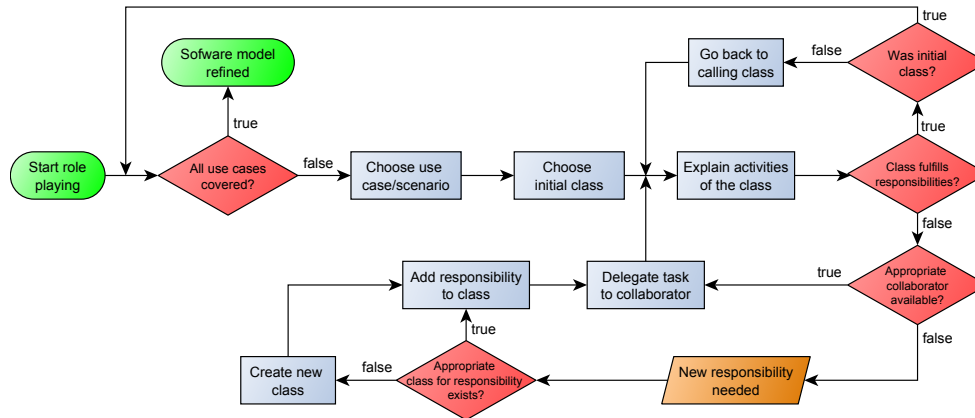 true
Sofware model
refined
Go back to
calling class
false
Was initial
class?
true
true
Start role
playing
All use cases
covered?
false
Choose use
case/scenario
Choose
initial class
Explain activities
of the class
Class fulfills
responsibilities?
false
Add responsibility
to class
Delegate task
to collaborator
true
Appropriate
collaborator
available?
true
false
Create new
class
false
Appropriate
class for responsibility
exists?
New responsibility
needed